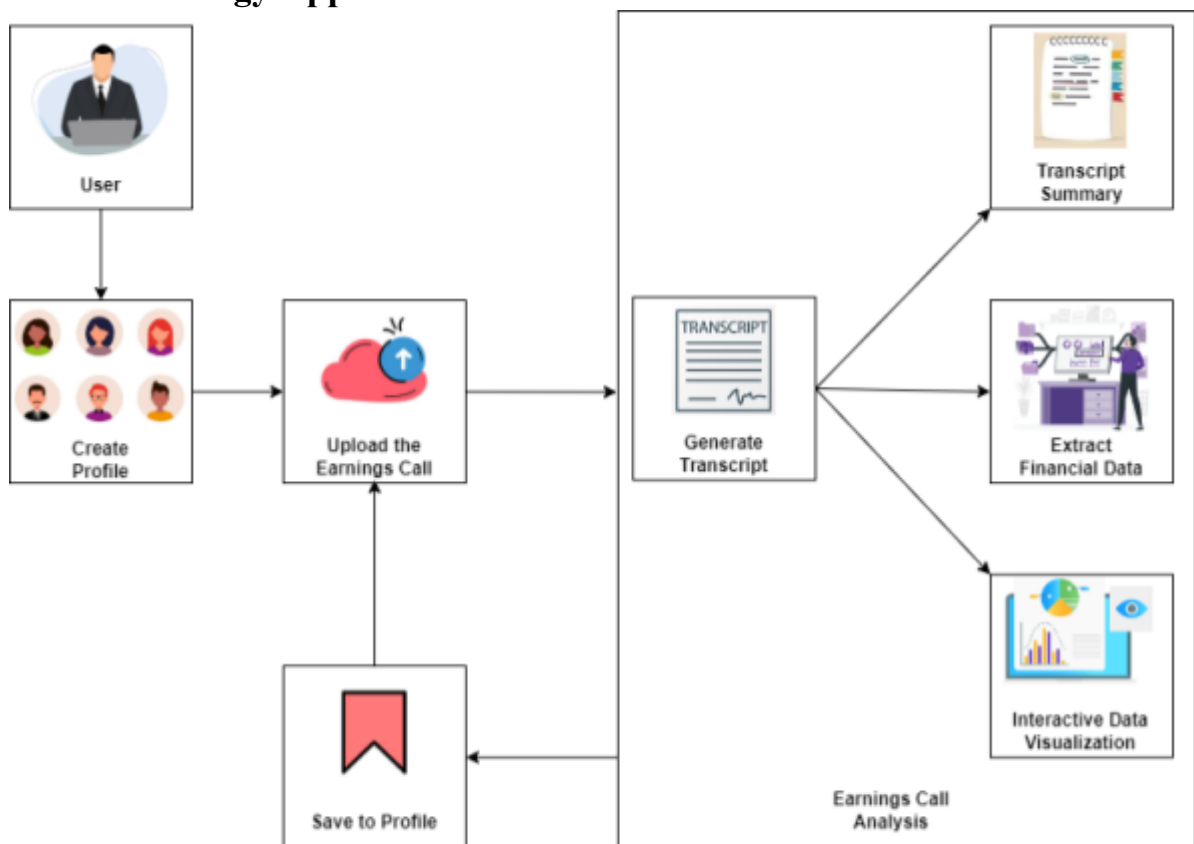 User
Create
Profile
Upload the
Earnings Call
TRANSCRIPT
Generate
Transcript
Transcript
Summary
Extract
Financial Data
Interactive Data
Visualization
Save to Profile
Earnings Call
Analysis